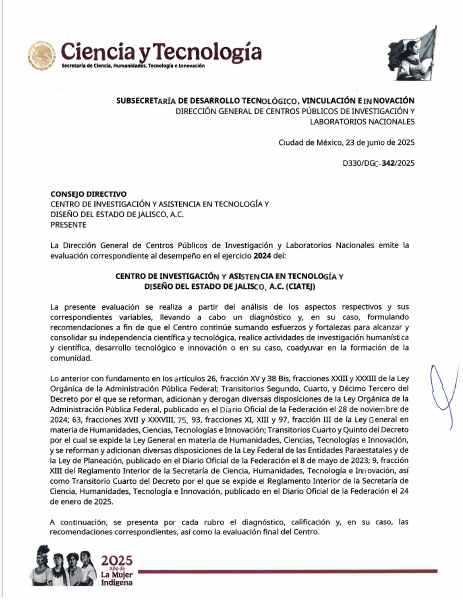 Ciencia y Tecnología
Secretaría de Ciencia, Humanidades, Tecnología e Innovación
SUBSECRETARÍA DE DESARROLLO TECNOLÓGICO, VINCULACIÓN E INNOVACIÓN
DIRECCIÓN GENERAL DE CENTROS PÚBLICOS DE INVESTIGACIÓN Y
LABORATORIOS NACIONALES
Ciudad de México, 23 de junio de 2025
D330/DGC-342/2025
CONSEJO DIRECTIVO
CENTRO DE INVESTIGACIÓN Y ASISTENCIA EN TECNOLOGÍA Y
DISEÑO DEL ESTADO DE JALISCO, A.C.
PRESENTE
La Dirección General de Centros Públicos de Investigación y Laboratorios Nacionales emite la
evaluación correspondiente al desempeño en el ejercicio 2024 del:
CENTRO DE INVESTIGACIÓN Y ASISTENCIA EN TECNOLOGÍA Y
DISEÑO DEL ESTADO DE JALISCO, A.C. (CIATEJ)
La presente evaluación se realiza a partir del análisis de los aspectos respectivos y sus
correspondientes variables, llevando a cabo un diagnóstico y, en su caso, formulando
recomendaciones a fin de que el Centro continúe sumando esfuerzos y fortalezas para alcanzar y
consolidar su independencia científica y tecnológica, realice actividades de investigación humanística
y científica, desarrollo tecnológico e innovación o en su caso, coadyuvar en la formación de la
comunidad.
Lo anterior con fundamento en los artículos 26, fracción XV y 38 Bis, fracciones XXIII y XXXIII de la Ley
Orgánica de la Administración Pública Federal; Transitorios Segundo, Cuarto, y Décimo Tercero del
Decreto por el que se reforman, adicionan y derogan diversas disposiciones de la Ley Orgánica de la
Administración Pública Federal, publicado en el Diario Oficial de la Federación el 28 de noviembre de
2024; 63, fracciones XVII y XXXVIII, 75, 93, fracciones XI, XIII y 97, fracción III de la Ley General en
materia de Humanidades, Ciencias, Tecnologías e Innovación; Transitorios Cuarto y Quinto del Decreto
por el cual se expide la Ley General en materia de Humanidades, Ciencias, Tecnologías e Innovación,
y se reforman y adicionan diversas disposiciones de la Ley Federal de las Entidades Paraestatales y de
la Ley de Planeación, publicado en el Diario Oficial de la Federación el 8 de mayo de 2023; 9, fracción
XIII del Reglamento Interior de la Secretaría de Ciencia, Humanidades, Tecnología e Innovación, así
como Transitorio Cuarto del Decreto por el que se expide el Reglamento Interior de la Secretaría de
Ciencia, Humanidades, Tecnología e Innovación, publicado en el Diario Oficial de la Federación el 24
de enero de 2025.
A continuación, se presenta por cada rubro el diagnóstico, calificación y, en su caso, las
recomendaciones correspondientes, así como la evaluación final del Centro.
2025
Año de
La Mujer
Indígena